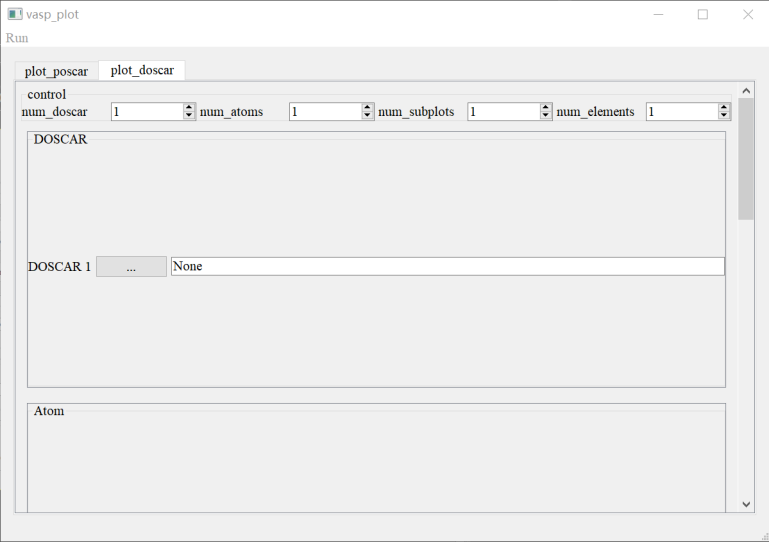 vasp_plot
Run
plot_poscar plot_doscar
control
num_doscar 1 num_atoms 1 num_subplots 1 num_elements 1
DOSCAR
DOSCAR 1 ... None
Atom